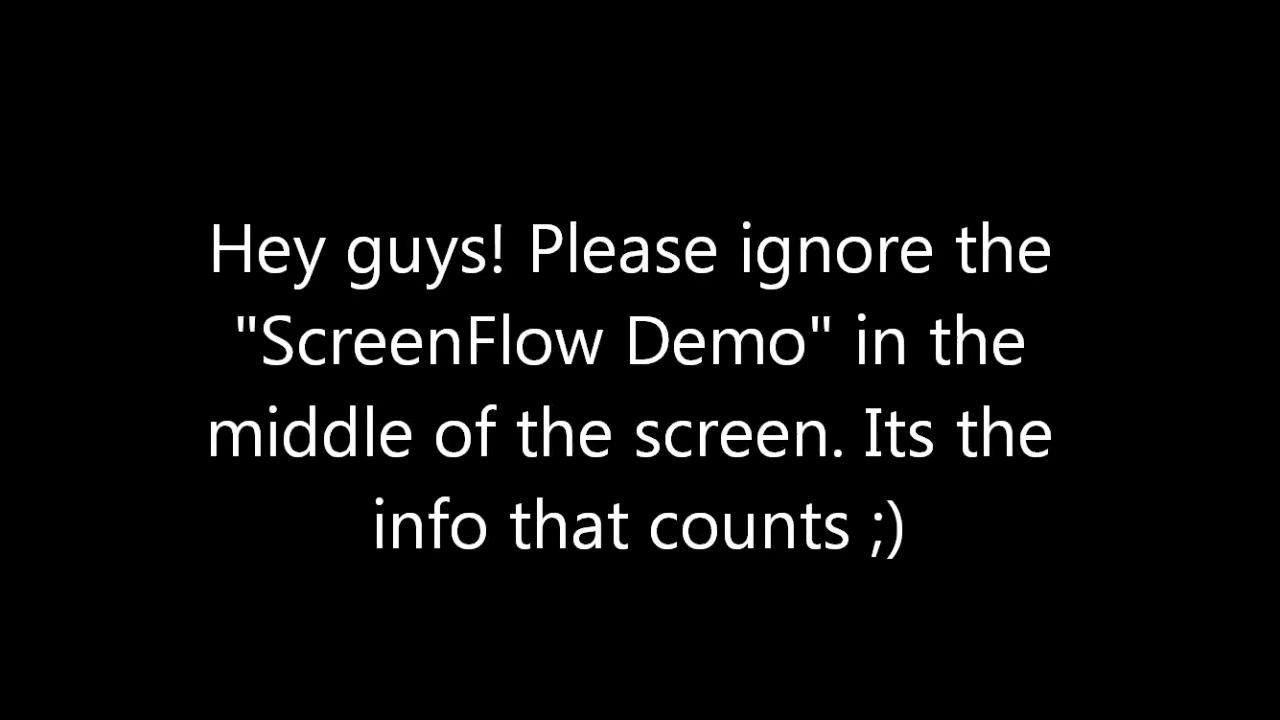 Hey guys! Please ignore the
"ScreenFlow Demo" in the
middle of the screen. Its the
info that counts ;)